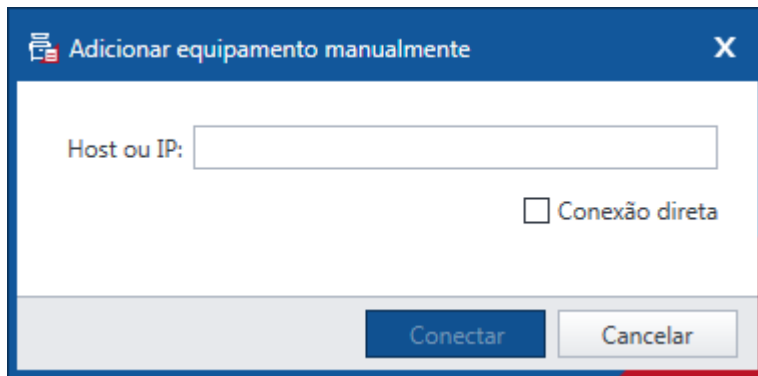 Adicionar equipamento manualmente X
Host ou IP:
Conexão direta
Conectar Cancelar